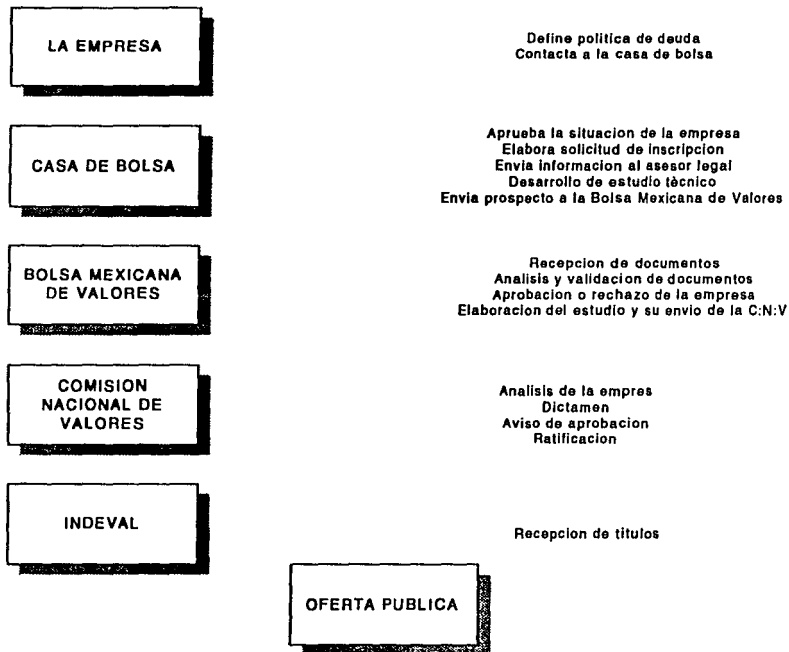 LA EMPRESA
Define politica de deuda
Contacta a la casa de bolsa
CASA DE BOLSA
Aprueba la situacion de la empresa
Elabora solicitud de inscripcion
Envia informacion al asesor legal
Desarrollo de estudio tècnico
Envia prospecto a la Bolsa Mexicana de Valores
BOLSA MEXICANA
DE VALORES
Recepcion de documentos
Analisis y validacion de documentos
Aprobacion o rechazo de la empresa
Elaboracion del estudio y su envio de la C:N:V
COMISION
NACIONAL DE
VALORES
Analisis de la empres
Dictamen
Aviso de aprobacion
Ratificacion
INDEVAL
Recepcion de titulos
OFERTA PUBLICA